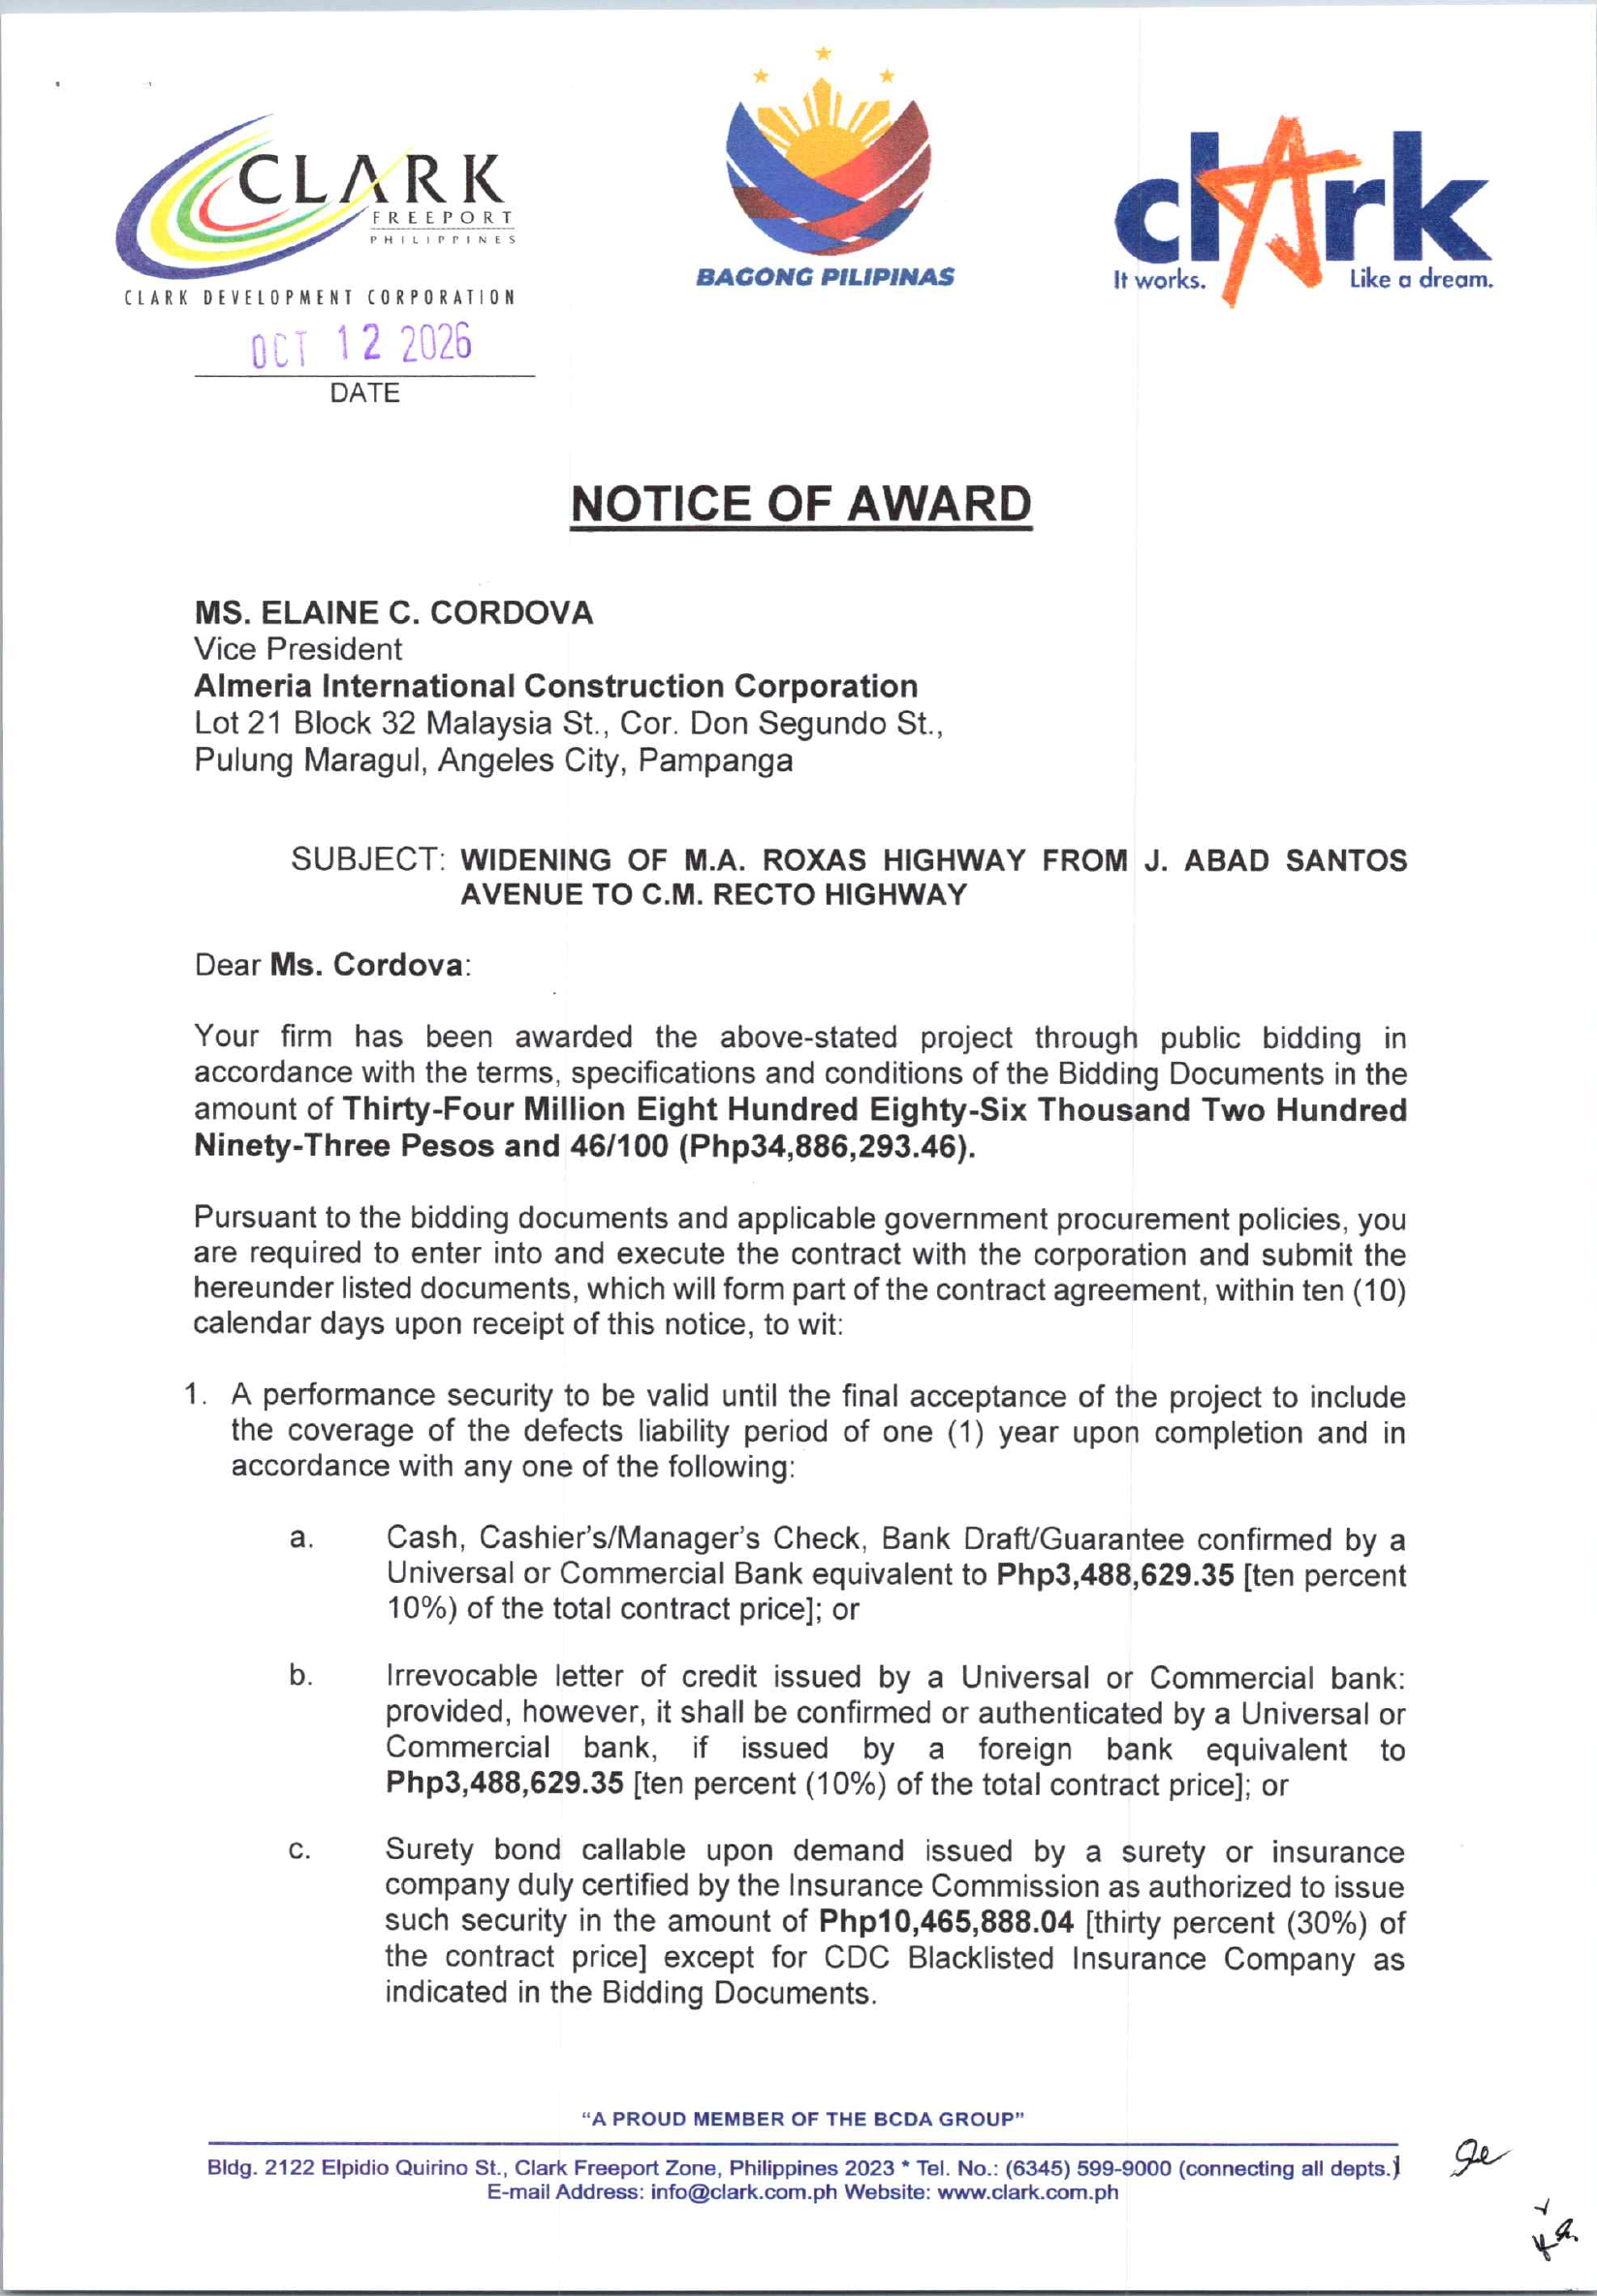 CLARK
FREEPORT
PHILIPPINES
CLARK DEVELOPMENT CORPORATION
BAGONG PILIPINAS
clArk
It works. Like a dream.
OCT 12 2026
DATE
NOTICE OF AWARD
MS. ELAINE C. CORDOVA
Vice President
Almeria International Construction Corporation
Lot 21 Block 32 Malaysia St., Cor. Don Segundo St.,
Pulung Maragul, Angeles City, Pampanga
SUBJECT: WIDENING OF M.A. ROXAS HIGHWAY FROM J. ABAD SANTOS
AVENUE TO C.M. RECTO HIGHWAY
Dear Ms. Cordova:
Your firm has been awarded the above-stated project through public bidding in
accordance with the terms, specifications and conditions of the Bidding Documents in the
amount of Thirty-Four Million Eight Hundred Eighty-Six Thousand Two Hundred
Ninety-Three Pesos and 46/100 (Php34,886,293.46).
Pursuant to the bidding documents and applicable government procurement policies, you
are required to enter into and execute the contract with the corporation and submit the
hereunder listed documents, which will form part of the contract agreement, within ten (10)
calendar days upon receipt of this notice, to wit:
1. A performance security to be valid until the final acceptance of the project to include
the coverage of the defects liability period of one (1) year upon completion and in
accordance with any one of the following:
a. Cash, Cashier's/Manager's Check, Bank Draft/Guarantee confirmed by a
Universal or Commercial Bank equivalent to Php3,488,629.35 [ten percent
10%) of the total contract price]; or
b. Irrevocable letter of credit issued by a Universal or Commercial bank:
provided, however, it shall be confirmed or authenticated by a Universal or
Commercial bank, if issued by a foreign bank equivalent to
Php3,488,629.35 [ten percent (10%) of the total contract price]; or
c. Surety bond callable upon demand issued by a surety or insurance
company duly certified by the Insurance Commission as authorized to issue
such security in the amount of Php10,465,888.04 [thirty percent (30%) of
the contract price] except for CDC Blacklisted Insurance Company as
indicated in the Bidding Documents.
"A PROUD MEMBER OF THE BCDA GROUP"
Bldg. 2122 Elpidio Quirino St., Clark Freeport Zone, Philippines 2023 * Tel. No.: (6345) 599-9000 (connecting all depts.)
E-mail Address: info@clark.com.ph Website: www.clark.com.ph